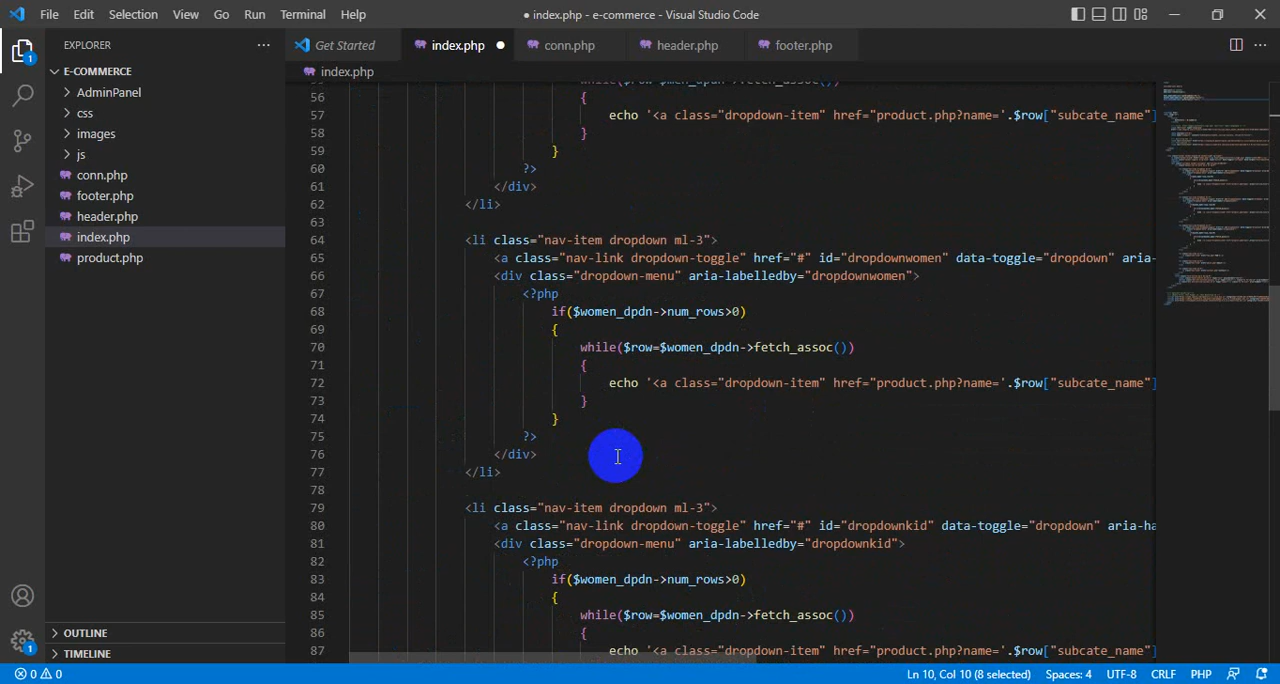 File Edit Selection View Go Run Terminal Help
● index.php - e-commerce - Visual Studio Code
EXPLORER
Get Started
index.php
conn.php
header.php
footer.php
E-COMMERCE
index.php
AdminPanel
css
images
js
conn.php
footer.php
header.php
index.php
product.php
1
1
OUTLINE
TIMELINE
56 {
57 echo '<a class="dropdown-item" href="product.php?name='.$row["subcate_name"]
58 }
59 }
60 ?>
61 </div>
62 </li>
63
64 <li class="nav-item dropdown ml-3">
65 <a class="nav-link dropdown-toggle" href="#" id="dropdownwomen" data-toggle="dropdown" aria-
66 <div class="dropdown-menu" aria-labelledby="dropdownwomen">
67 <?php
68 if($women_dpdn->num_rows>0)
69 {
70 while($row=$women_dpdn->fetch_assoc())
71 {
72 echo '<a class="dropdown-item" href="product.php?name='.$row["subcate_name"]
73 }
74 }
75 ?>
76 </div>
77 </li>
78
79 <li class="nav-item dropdown ml-3">
80 <a class="nav-link dropdown-toggle" href="#" id="dropdownkid" data-toggle="dropdown" aria-ha
81 <div class="dropdown-menu" aria-labelledby="dropdownkid">
82 <?php
83 if($women_dpdn->num_rows>0)
84 {
85 while($row=$women_dpdn->fetch_assoc())
86 {
87 echo '<a class="dropdown-item" href="product.php?name='.$row["subcate_name"]
0 0
Ln 10, Col 10 (8 selected) Spaces: 4 UTF-8 CRLF PHP